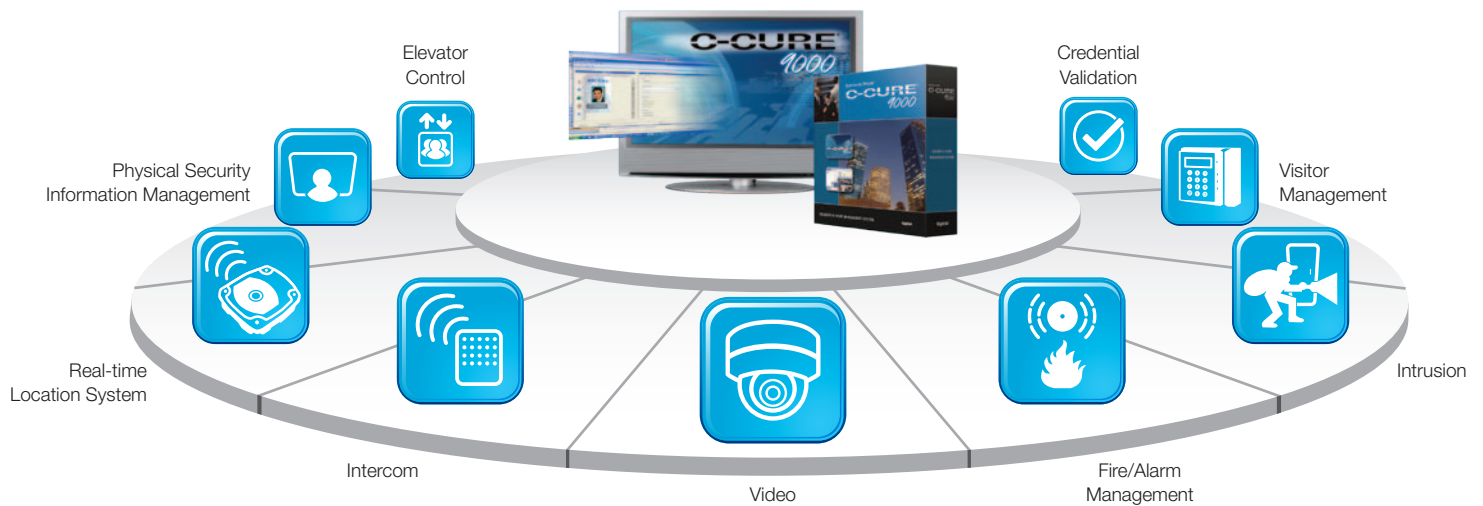 Elevator
Control
C•CURE
9000
C•CURE
9000
Credential
Validation
Physical Security
Information Management
Visitor
Management
Real-time
Location System
Intrusion
Intercom
Video
Fire/Alarm
Management